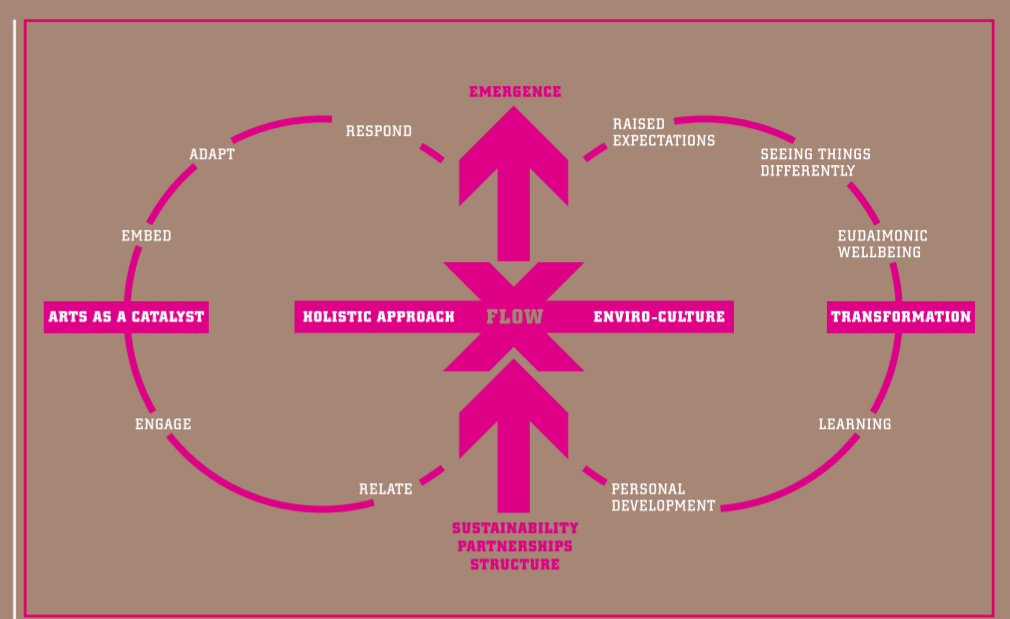 EMERGENCE
RESPOND
RAISED
EXPECTATIONS
ADAPT
SEEING THINGS
DIFFERENTLY
EMBED
EUDAIMONIC
WELLBEING
ARTS AS A CATALYST
HOLISTIC APPROACH
FLOW
ENVIRO-CULTURE
TRANSFORMATION
ENGAGE
LEARNING
RELATE
PERSONAL
DEVELOPMENT
SUSTAINABILITY
PARTNERSHIPS
STRUCTURE